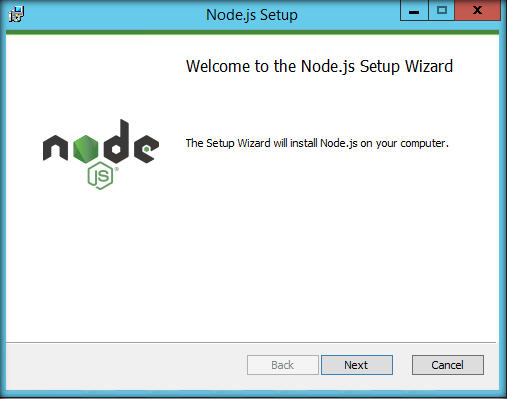 Node.js Setup
Welcome to the Node.js Setup Wizard
The Setup Wizard will install Node.js on your computer.
node
JS®
Back
Next
Cancel